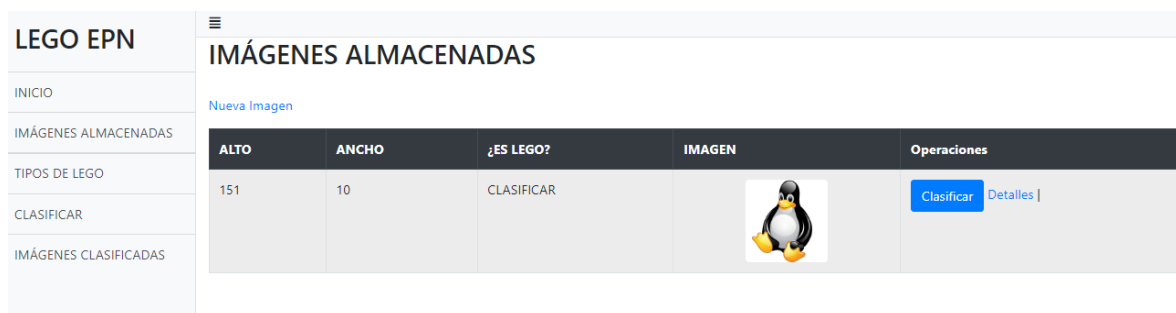 LEGO EPN
INICIO
IMÁGENES ALMACENADAS
TIPOS DE LEGO
CLASIFICAR
IMÁGENES CLASIFICADAS
IMÁGENES ALMACENADAS
Nueva Imagen
ALTO ANCHO ¿ES LEGO? IMAGEN Operaciones
151 10 CLASIFICAR Clasificar Detalles |